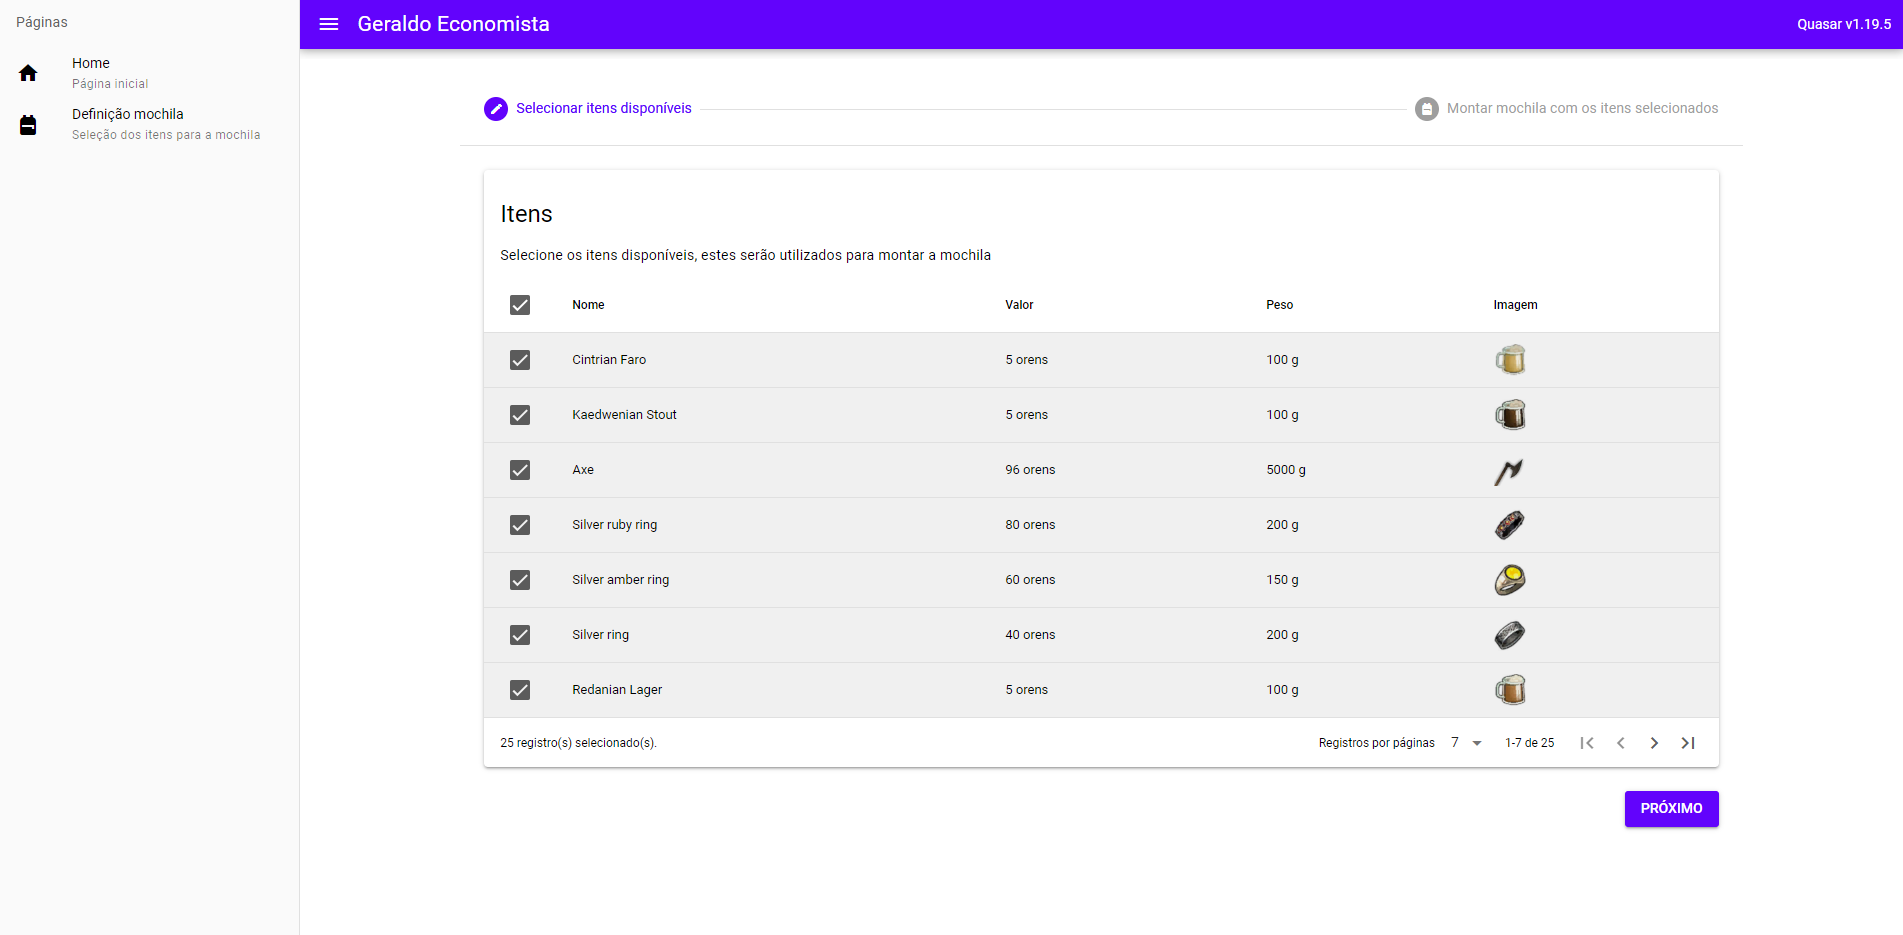 Páginas
Home
Página inicial
Definição mochila
Seleção dos itens para a mochila
Geraldo Economista
Quasar v1.19.5
Selecionar itens disponíveis
Montar mochila com os itens selecionados
Itens
Selecione os itens disponíveis, estes serão utilizados para montar a mochila
Nome Valor Peso Imagem
Cintrian Faro 5 orens 100 g
Kaedwenian Stout 5 orens 100 g
Axe 96 orens 5000 g
Silver ruby ring 80 orens 200 g
Silver amber ring 60 orens 150 g
Silver ring 40 orens 200 g
Redanian Lager 5 orens 100 g
25 registro(s) selecionado(s). Registros por páginas 7 1-7 de 25
PRÓXIMO